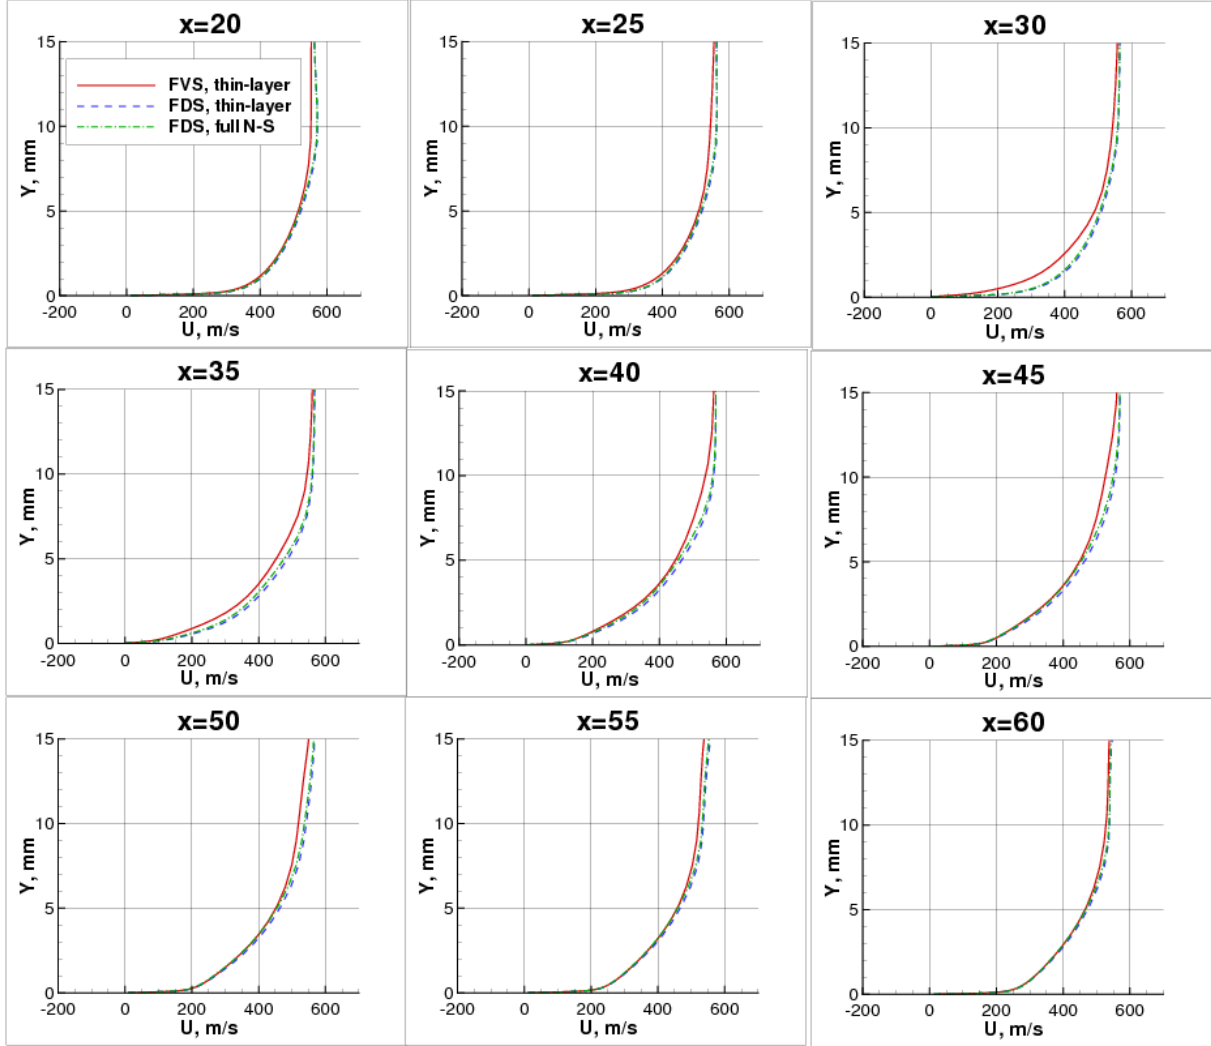 x=20
FVS, thin-layer
FDS, thin-layer
FDS, full N-S
15
10
5
0
Y, mm
-200 0 200 400 600
U, m/s
x=25
15
10
5
0
Y, mm
-200 0 200 400 600
U, m/s
x=30
15
10
5
0
Y, mm
-200 0 200 400 600
U, m/s
x=35
15
10
5
0
Y, mm
-200 0 200 400 600
U, m/s
x=40
15
10
5
0
Y, mm
-200 0 200 400 600
U, m/s
x=45
15
10
5
0
Y, mm
-200 0 200 400 600
U, m/s
x=50
15
10
5
0
Y, mm
-200 0 200 400 600
U, m/s
x=55
15
10
5
0
Y, mm
-200 0 200 400 600
U, m/s
x=60
15
10
5
0
Y, mm
-200 0 200 400 600
U, m/s